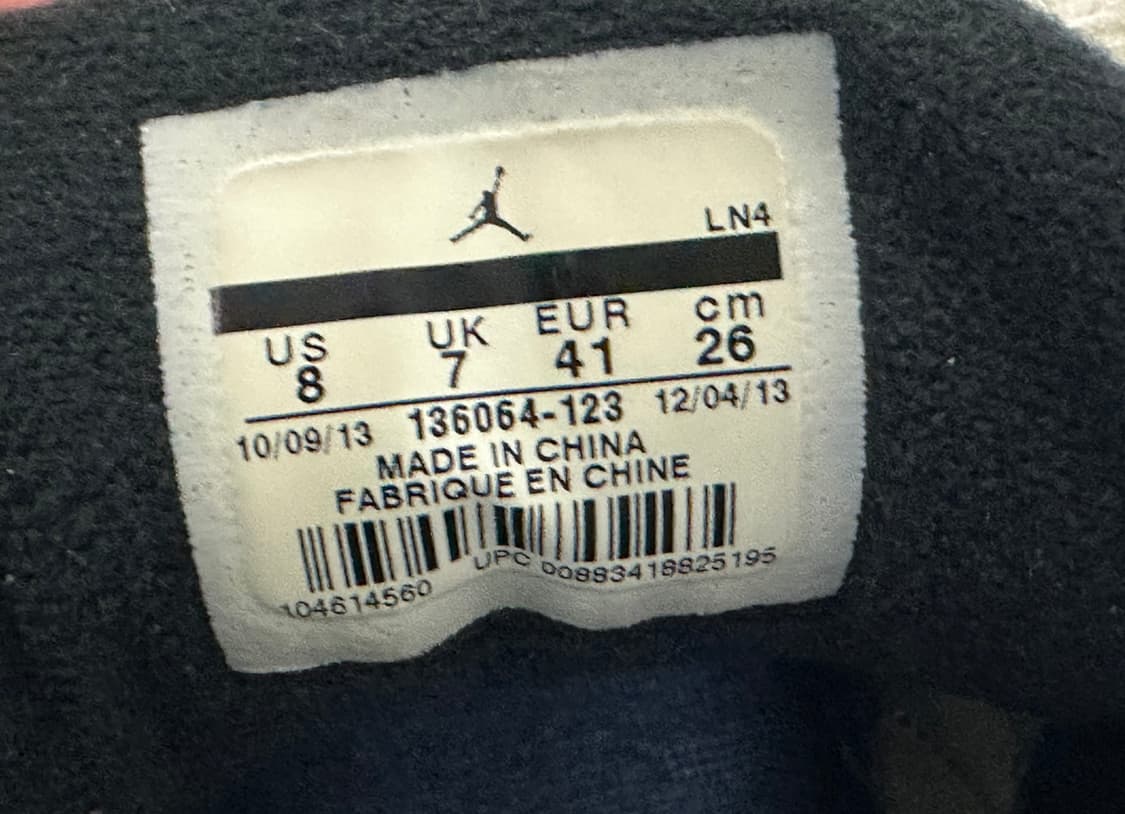 LN4
US UK EUR cm
8 7 41 26
10/09/13 136064-123 12/04/13
MADE IN CHINA
FABRIQUE EN CHINE
104614560 UPC 00883418825195